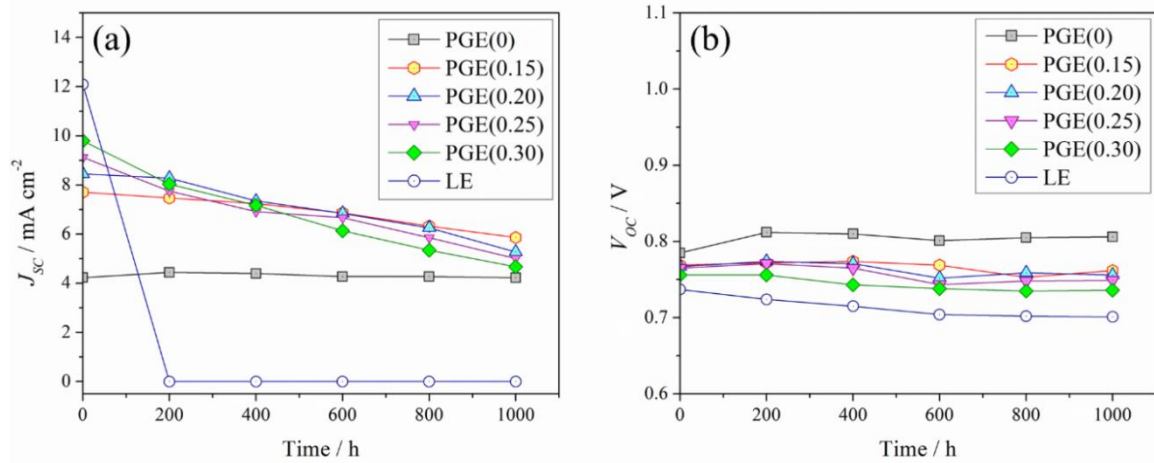 (a)
PGE(0)
PGE(0.15)
PGE(0.20)
PGE(0.25)
PGE(0.30)
LE
14
12
10
8
6
4
2
0
J_SC / mA cm⁻²
0 200 400 600 800 1000
Time / h
(b)
PGE(0)
PGE(0.15)
PGE(0.20)
PGE(0.25)
PGE(0.30)
LE
1.1
1.0
0.9
0.8
0.7
0.6
V_OC / V
0 200 400 600 800 1000
Time / h